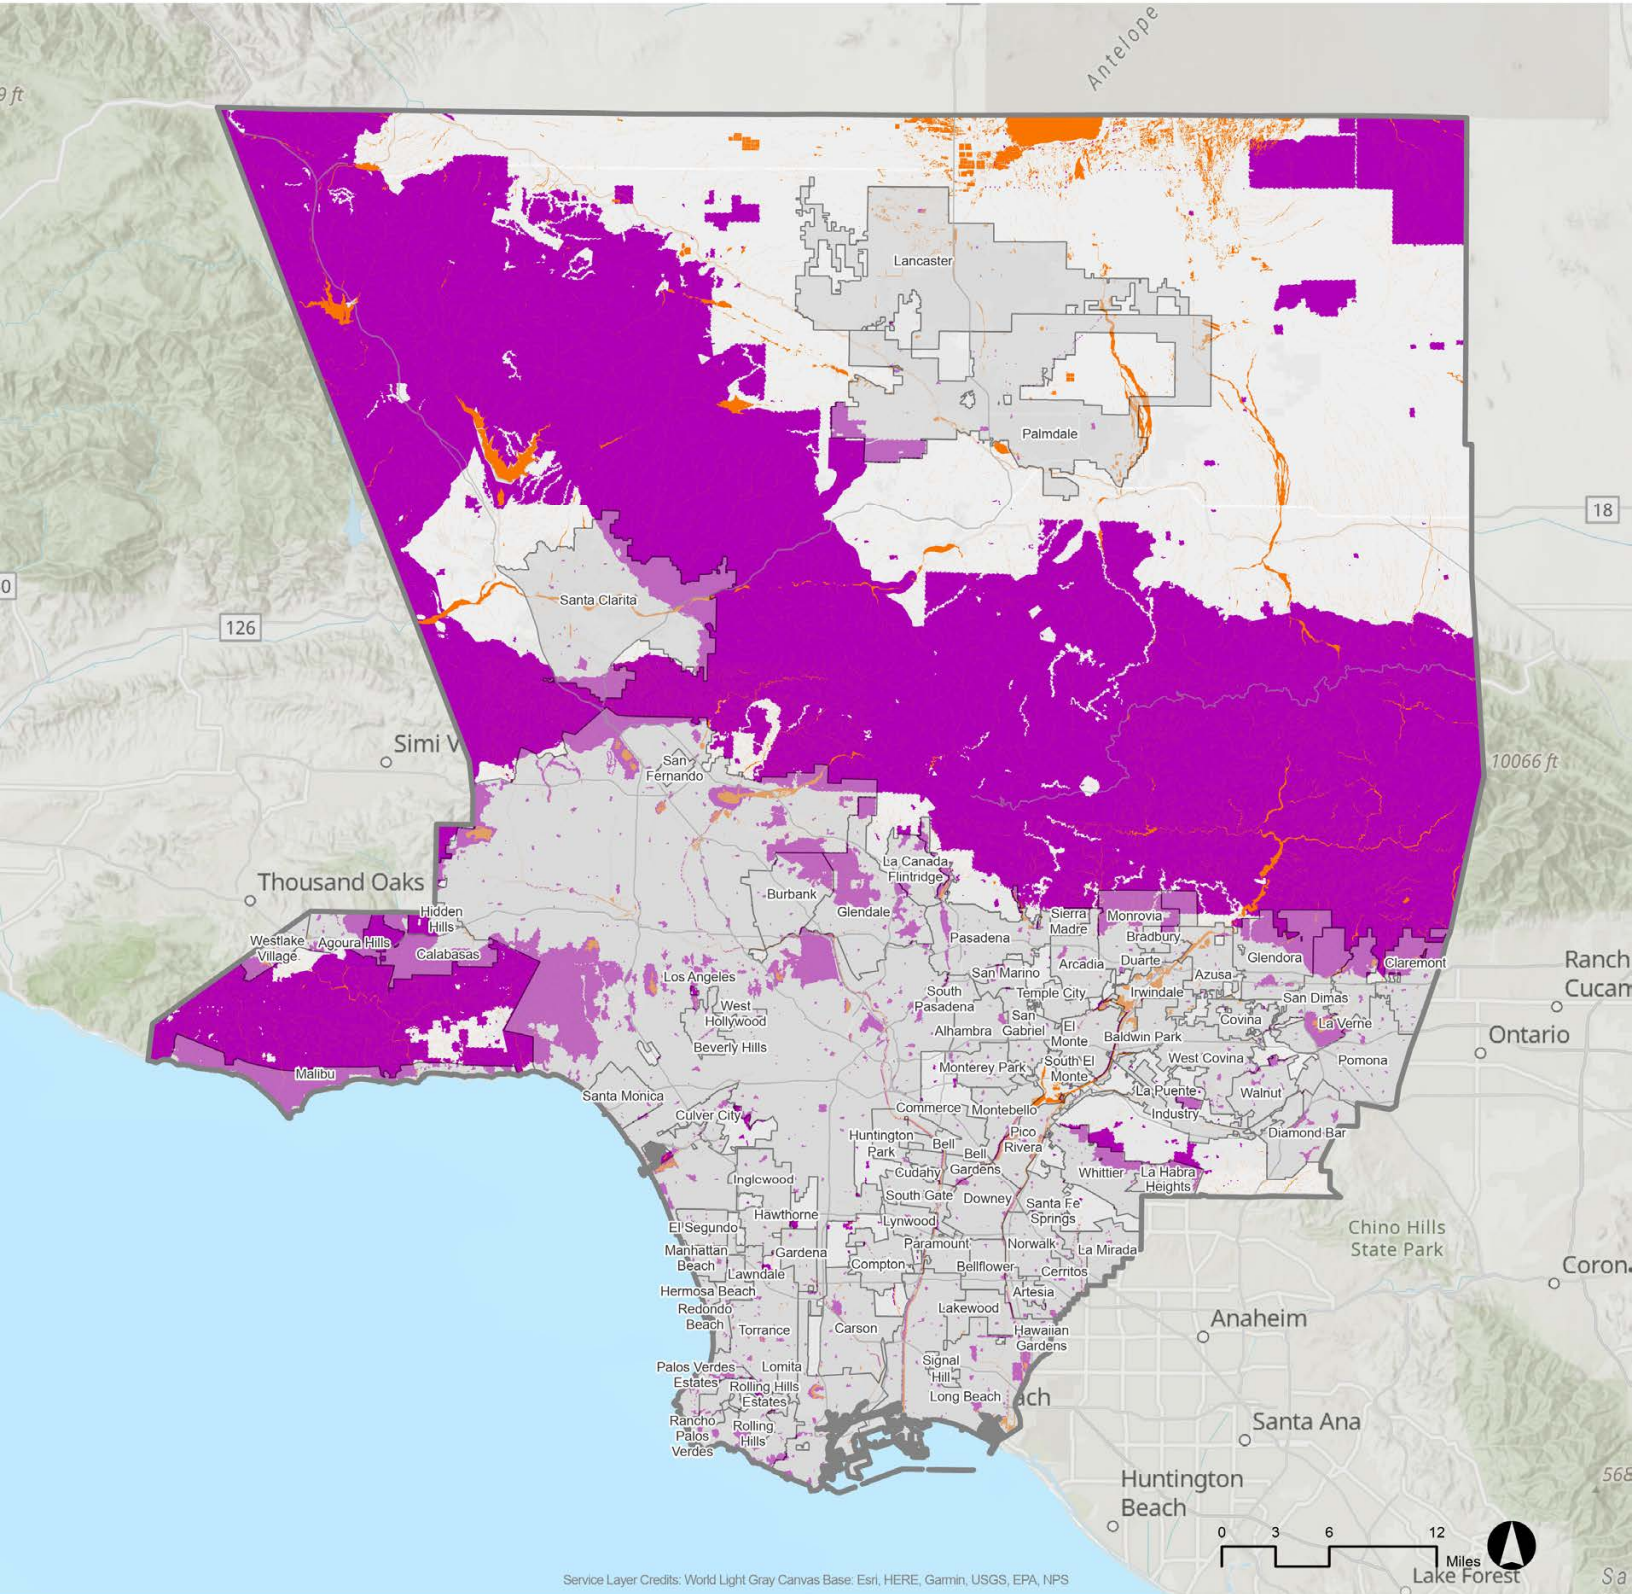 Antelope
9 ft
Lancaster
Palmdale
18
0
Santa Clarita
126
Simi V
San
Fernando
10066 ft
La Canada
Flintridge
Thousand Oaks
Burbank
Glendale
Hidden
Hills
Sierra
Madre
Monrovia
Westlake
Village
Agoura Hills
Calabasas
Pasadena
Bradbury
Duarte
Arcadia
Glendora
Claremont
Ranch
Cucam
Los Angeles
San Marino
Azusa
South
Pasadena
Temple City
Irwindale
San Dimas
West
Hollywood
San
Gabriel
Alhambra
El
Monte
Covina
La Verne
Baldwin Park
Ontario
Beverly Hills
Monterey Park
South El
Monte
West Covina
Pomona
Malibu
Santa Monica
La Puente
Walnut
Culver City
Commerce
Montebello
Industry
Huntington
Park
Bell
Pico
Rivera
Diamond Bar
Bell
Gardens
Cudahy
Whittier
La Habra
Heights
Inglewood
South Gate
Downey
Santa Fe
Springs
Hawthorne
El Segundo
Lynwood
Chino Hills
State Park
Manhattan
Beach
Gardena
Paramount
Norwalk
La Mirada
Lawndale
Compton
Bellflower
Cerritos
Coron
Hermosa Beach
Artesia
Redondo
Beach
Lakewood
Torrance
Carson
Hawaiian
Gardens
Anaheim
Palos Verdes
Estates
Lomita
Signal
Hill
Rolling Hills
Estates
Long Beach
ach
Rancho
Palos
Verdes
Rolling
Hills
Santa Ana
Huntington
Beach
568
0 3 6 12
Miles
Lake Forest
Sa
Service Layer Credits: World Light Gray Canvas Base: Esri, HERE, Garmin, USGS, EPA, NPS